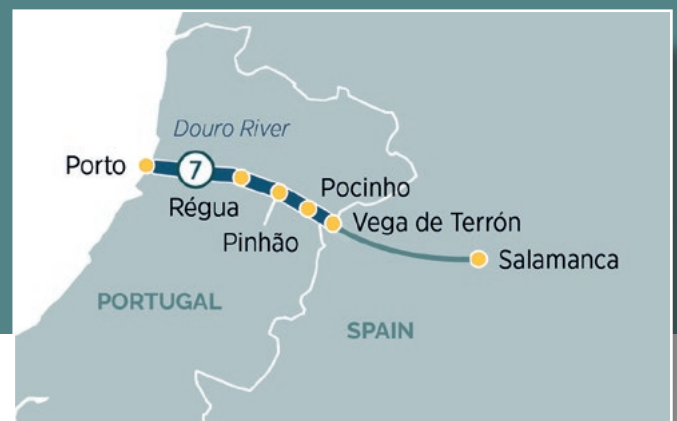 Douro River
Porto
7
Régua
Pinhão
Pocinho
Vega de Terrón
Salamanca
PORTUGAL
SPAIN